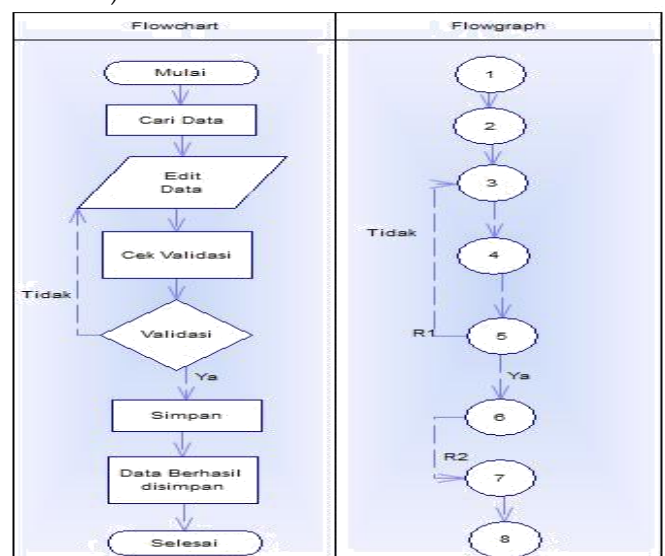 )
Flowchart
Flowgraph
Mulai
Cari Data
Edit
Data
Cek Validasi
Tidak
Validasi
Ya
Simpan
Data Berhasil
disimpan
Selesai
1
2
3
Tidak
4
R1
5
Ya
6
R2
7
8